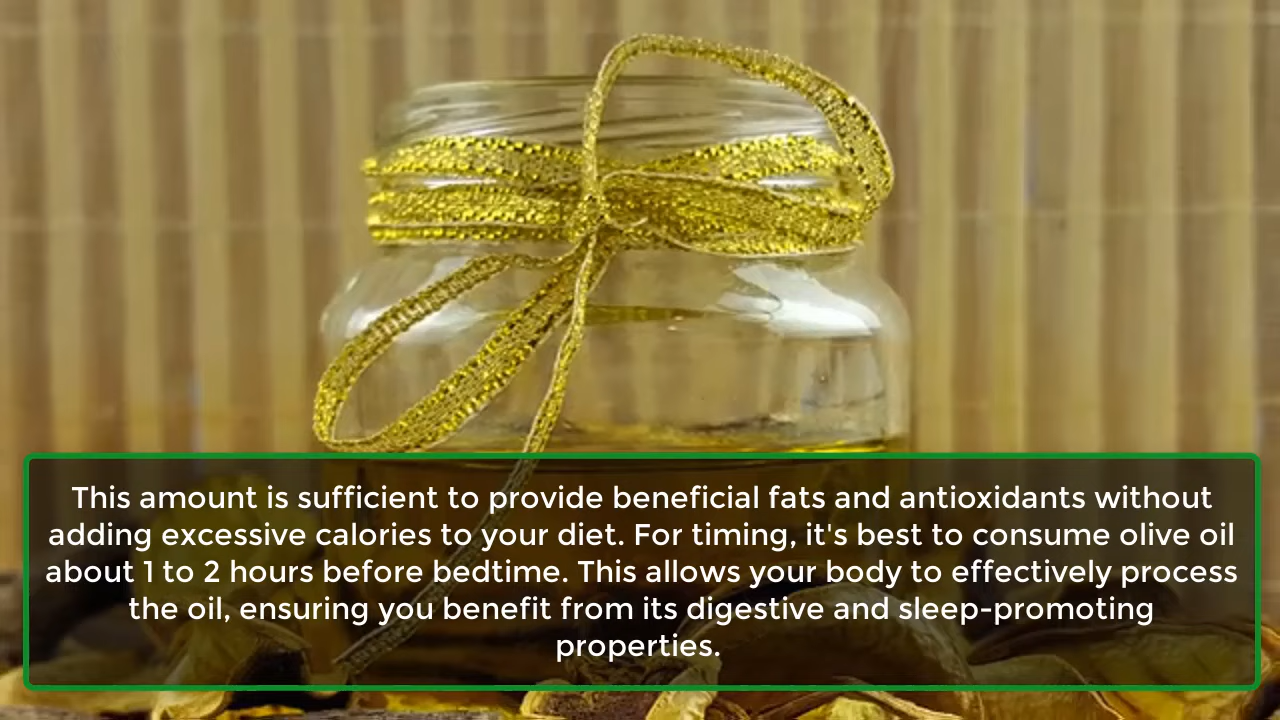 This amount is sufficient to provide beneficial fats and antioxidants without
adding excessive calories to your diet. For timing, it's best to consume olive oil
about 1 to 2 hours before bedtime. This allows your body to effectively process
the oil, ensuring you benefit from its digestive and sleep-promoting
properties.